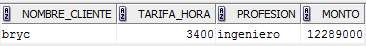 NOMBRE_CLIENTE TARIFA_HORA PROFESION MONTO
bryc 3400 ingeniero 12289000